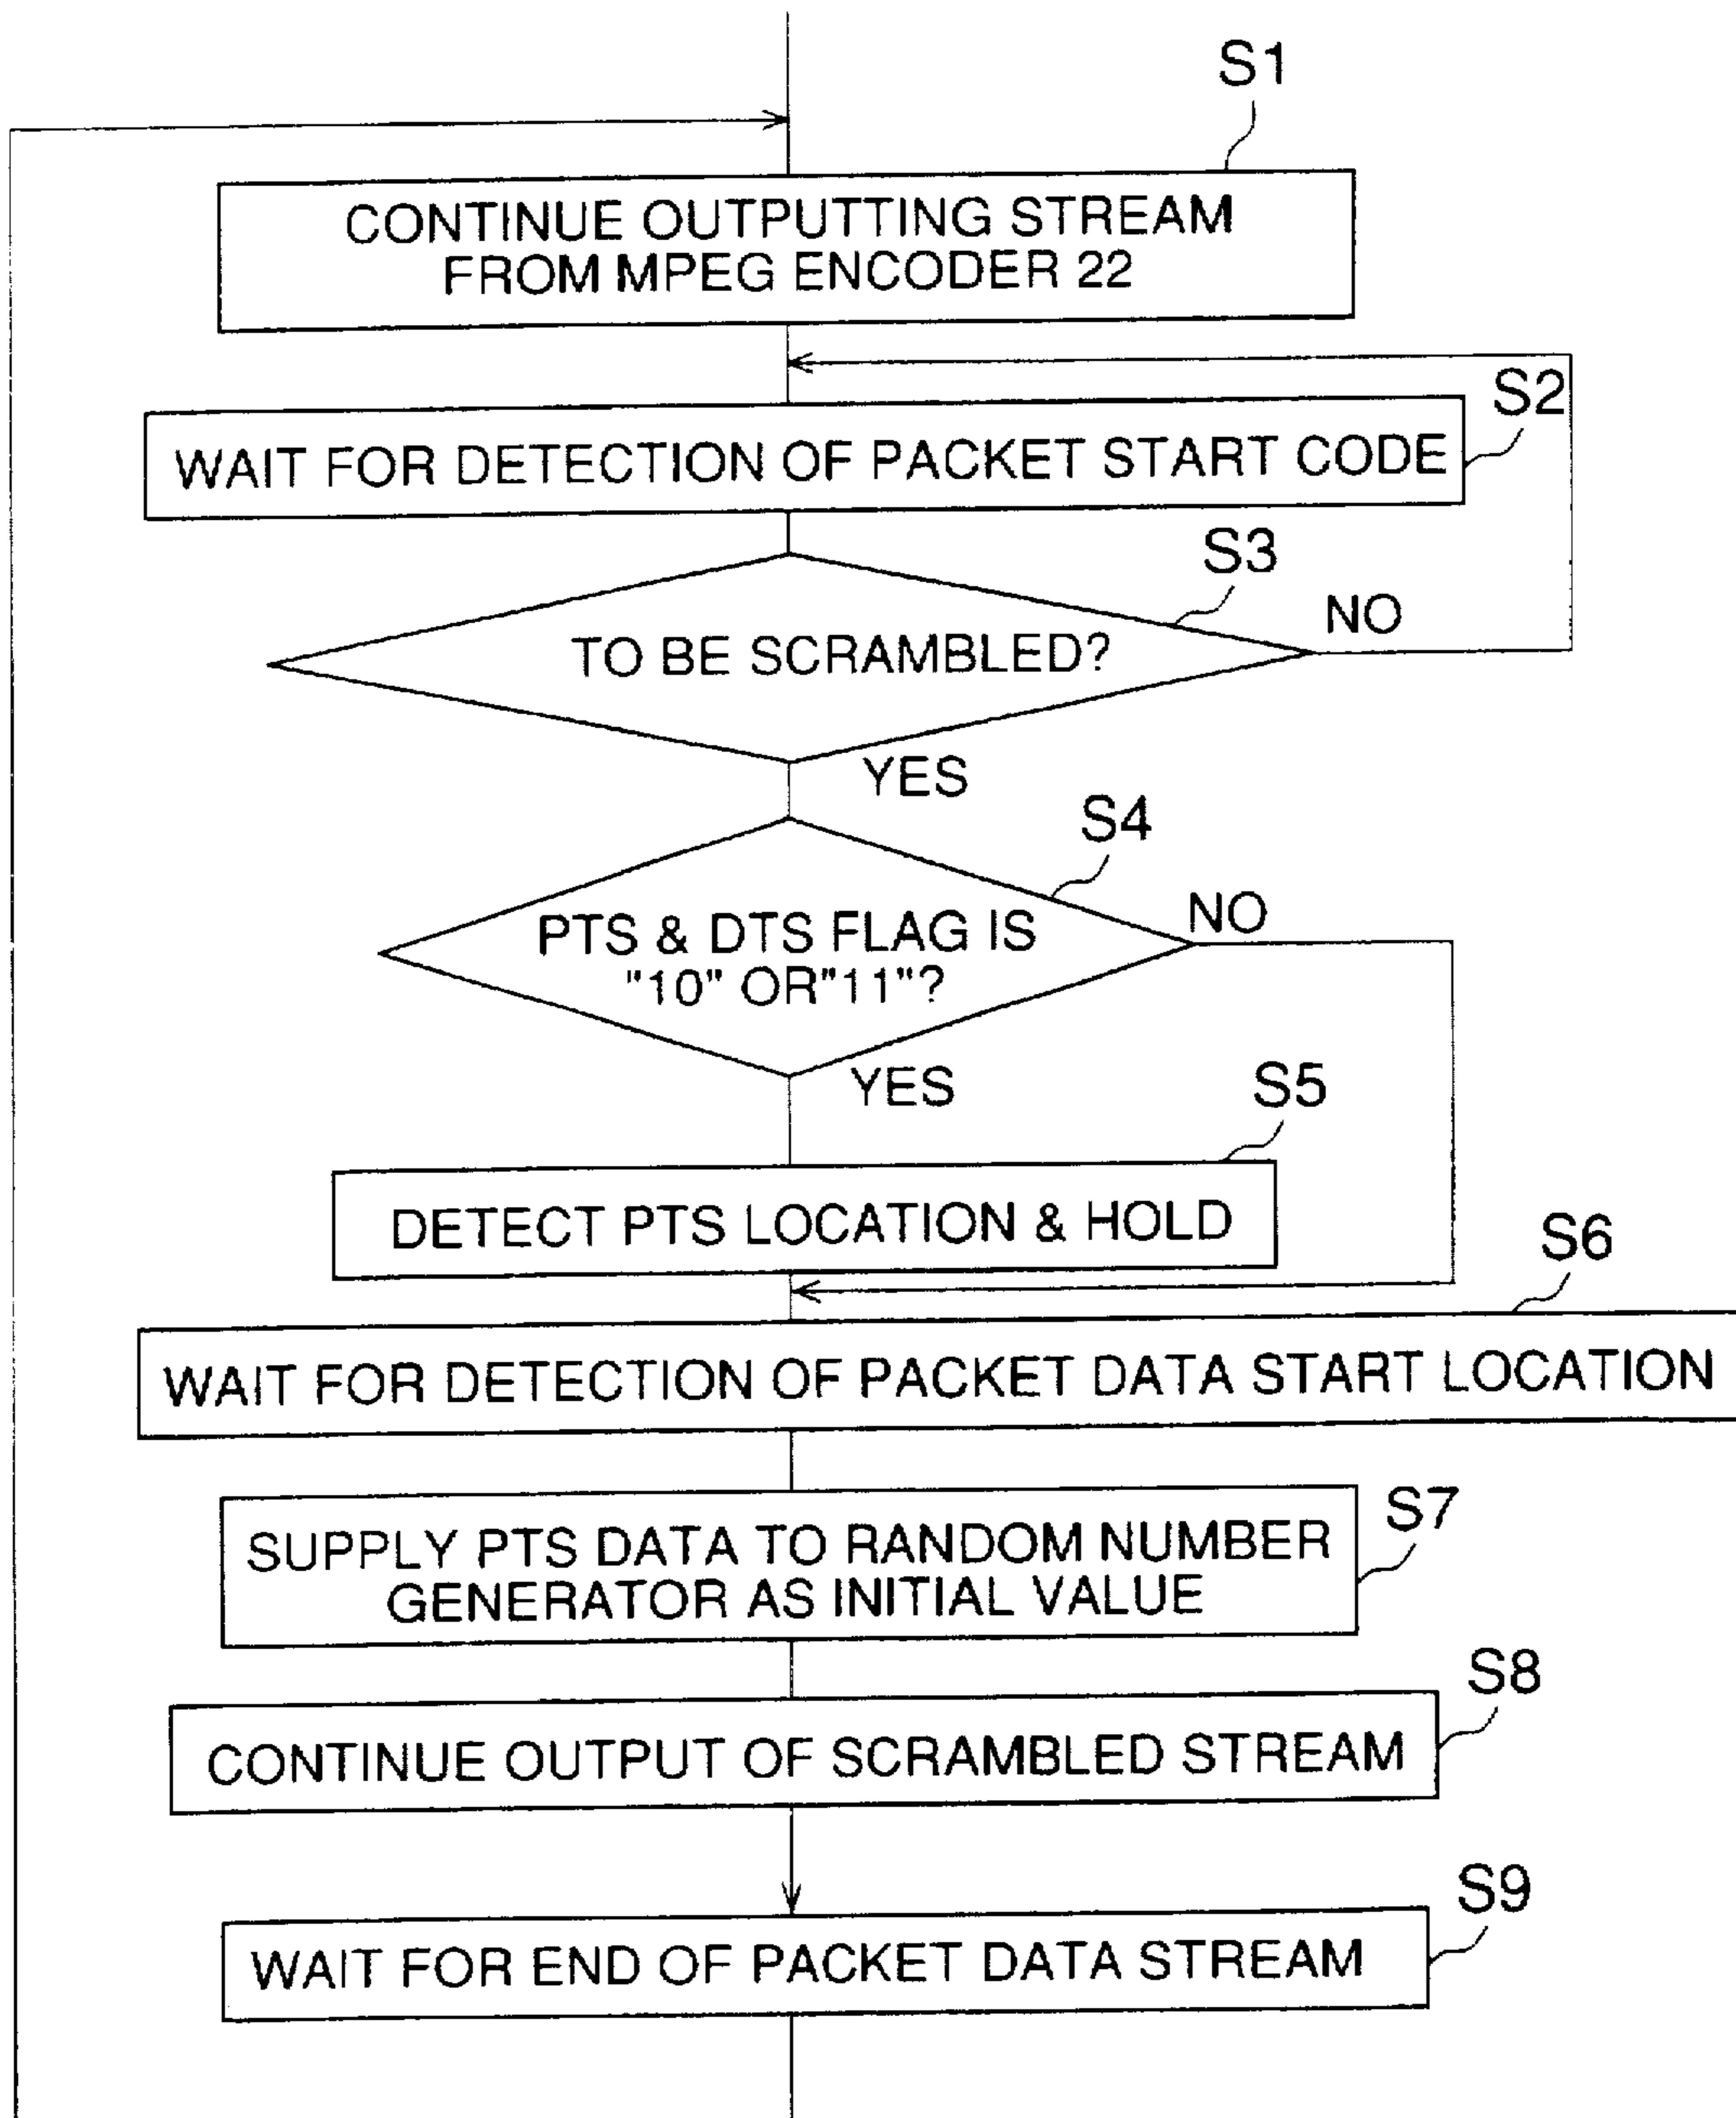 S1
CONTINUE OUTPUTTING STREAM
FROM MPEG ENCODER 22
S2
WAIT FOR DETECTION OF PACKET START CODE
S3
TO BE SCRAMBLED?
NO
YES
S4
PTS & DTS FLAG IS
"10" OR"11"?
NO
YES
S5
DETECT PTS LOCATION & HOLD
S6
WAIT FOR DETECTION OF PACKET DATA START LOCATION
S7
SUPPLY PTS DATA TO RANDOM NUMBER
GENERATOR AS INITIAL VALUE
S8
CONTINUE OUTPUT OF SCRAMBLED STREAM
S9
WAIT FOR END OF PACKET DATA STREAM